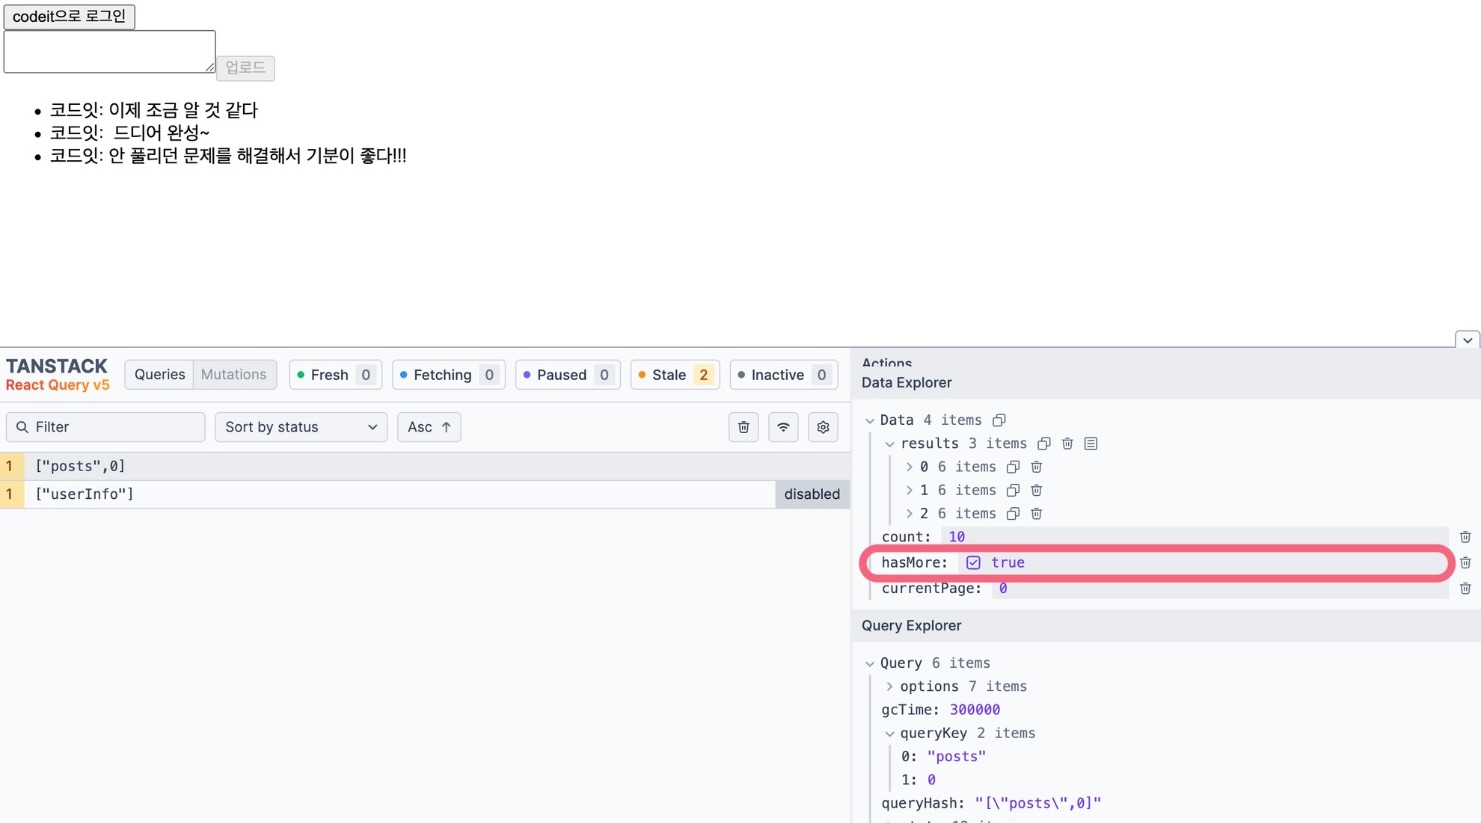 codeit으로 로그인
업로드
코드잇: 이제 조금 알 것 같다
코드잇: 드디어 완성~
코드잇: 안 풀리던 문제를 해결해서 기분이 좋다!!!
TANSTACK
React Query v5
Queries
Mutations
Fresh 0
Fetching 0
Paused 0
Stale 2
Inactive 0
Filter
Sort by status
Asc ↑
1 ["posts",0]
1 ["userInfo"] disabled
Actions
Data Explorer
Data 4 items
results 3 items
0 6 items
1 6 items
2 6 items
count: 10
hasMore: true
currentPage: 0
Query Explorer
Query 6 items
options 7 items
gcTime: 300000
queryKey 2 items
0: "posts"
1: 0
queryHash: "[\"posts\",0]"